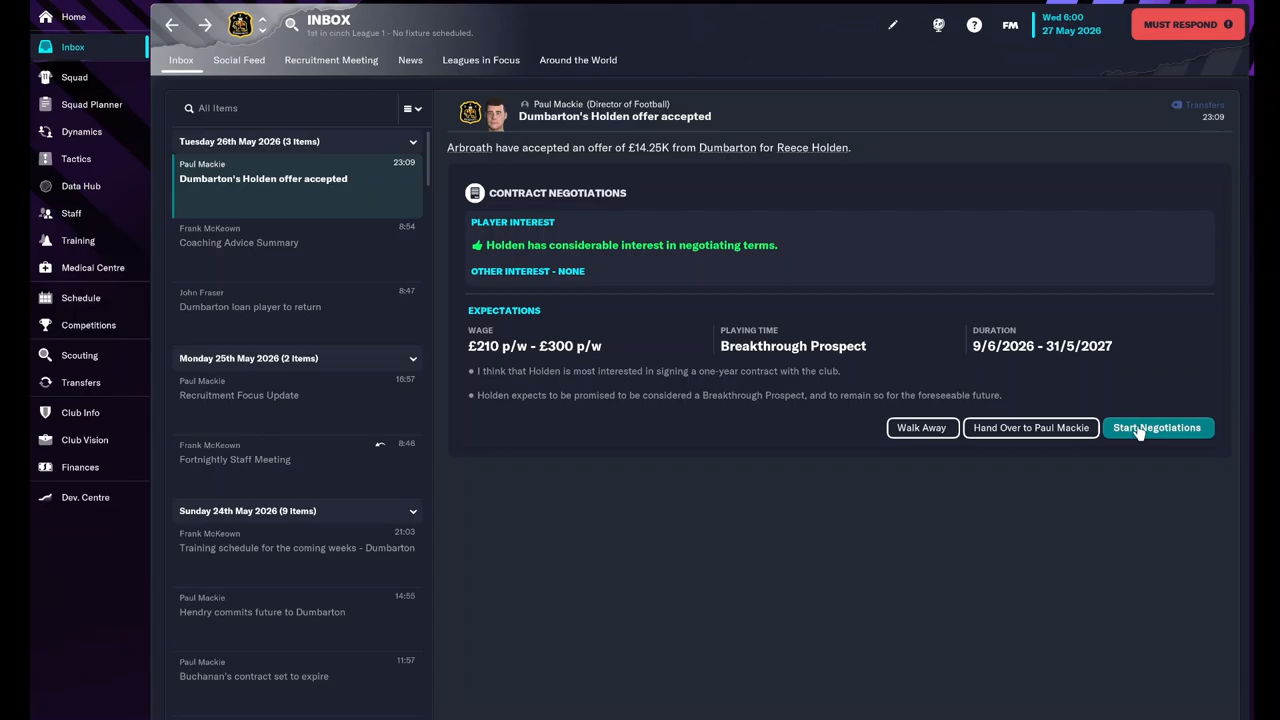 Home
Inbox
Squad
Squad Planner
Dynamics
Tactics
Data Hub
Staff
Training
Medical Centre
Schedule
Competitions
Scouting
Transfers
Club Info
Club Vision
Finances
Dev. Centre
INBOX
1st in cinch League 1 - No fixture scheduled.
FM
Wed 6:00
27 May 2026
MUST RESPOND
Inbox
Social Feed
Recruitment Meeting
News
Leagues in Focus
Around the World
All Items
Tuesday 26th May 2026 (3 Items)
Paul Mackie 23:09
Dumbarton's Holden offer accepted
Frank McKeown 8:54
Coaching Advice Summary
John Fraser 8:47
Dumbarton loan player to return
Monday 25th May 2026 (2 Items)
Paul Mackie 16:57
Recruitment Focus Update
Frank McKeown 8:46
Fortnightly Staff Meeting
Sunday 24th May 2026 (9 Items)
Frank McKeown 21:03
Training schedule for the coming weeks - Dumbarton
Paul Mackie 14:55
Hendry commits future to Dumbarton
Paul Mackie 11:57
Buchanan's contract set to expire
Paul Mackie (Director of Football)
Dumbarton's Holden offer accepted
Transfers
23:09
Arbroath have accepted an offer of £14.25K from Dumbarton for Reece Holden.
CONTRACT NEGOTIATIONS
PLAYER INTEREST
Holden has considerable interest in negotiating terms.
OTHER INTEREST - NONE
EXPECTATIONS
WAGE
£210 p/w - £300 p/w
PLAYING TIME
Breakthrough Prospect
DURATION
9/6/2026 - 31/5/2027
• I think that Holden is most interested in signing a one-year contract with the club.
• Holden expects to be promised to be considered a Breakthrough Prospect, and to remain so for the foreseeable future.
Walk Away
Hand Over to Paul Mackie
Start Negotiations